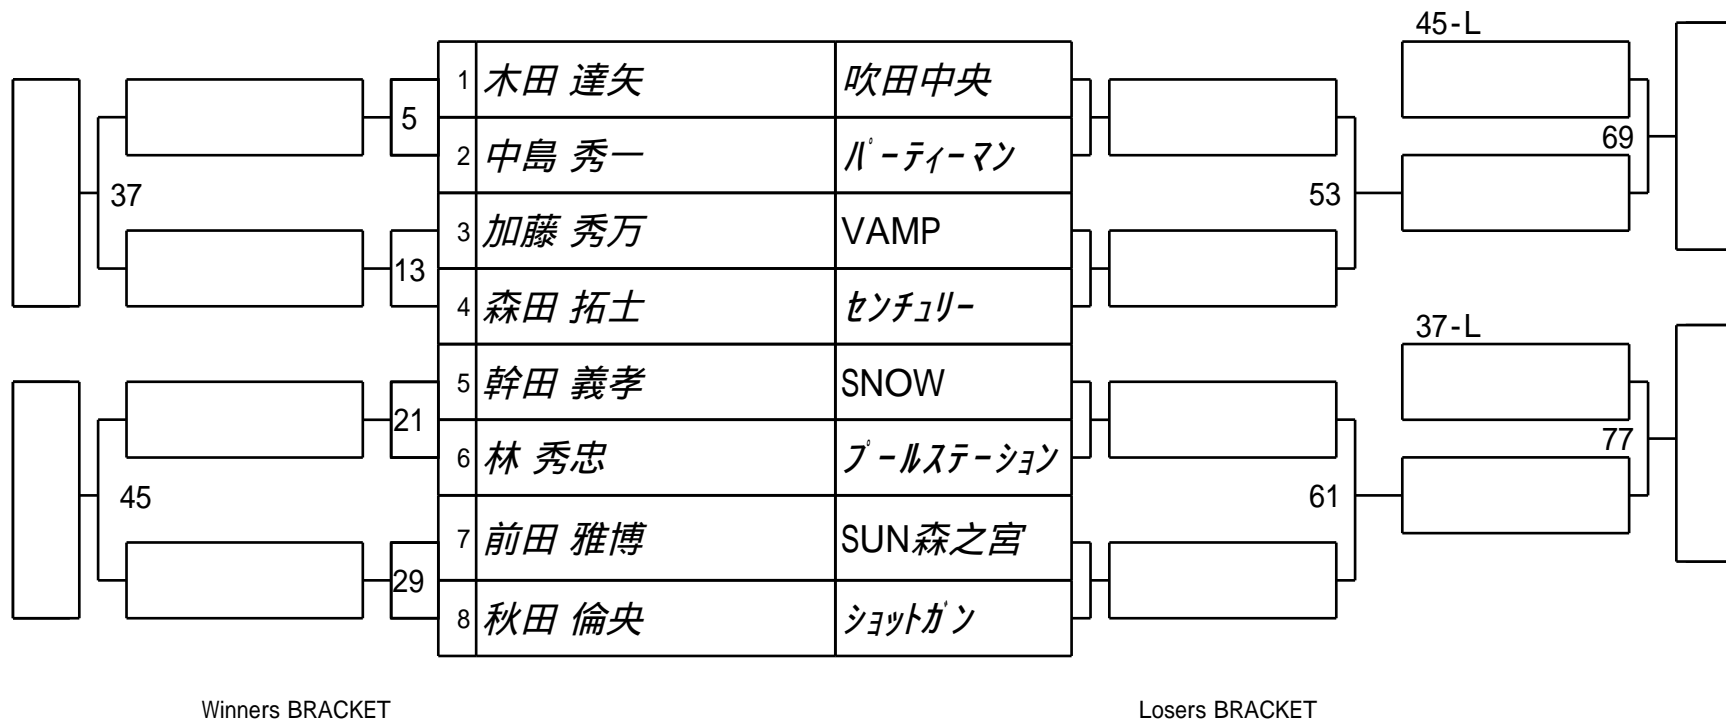 45-L
1 木田 達矢 吹田中央
5
2 中島 秀一 ﾊﾟｰﾃｨｰﾏﾝ
69
37
53
3 加藤 秀万 VAMP
13
4 森田 拓士 ｾﾝﾁｭﾘｰ
37-L
5 幹田 義孝 SNOW
21
6 林 秀忠 ﾌﾟｰﾙｽﾃｰｼｮﾝ
77
45
61
7 前田 雅博 SUN森之宮
29
8 秋田 倫央 ｼｮｯﾄｶﾞﾝ
Winners BRACKET
Losers BRACKET